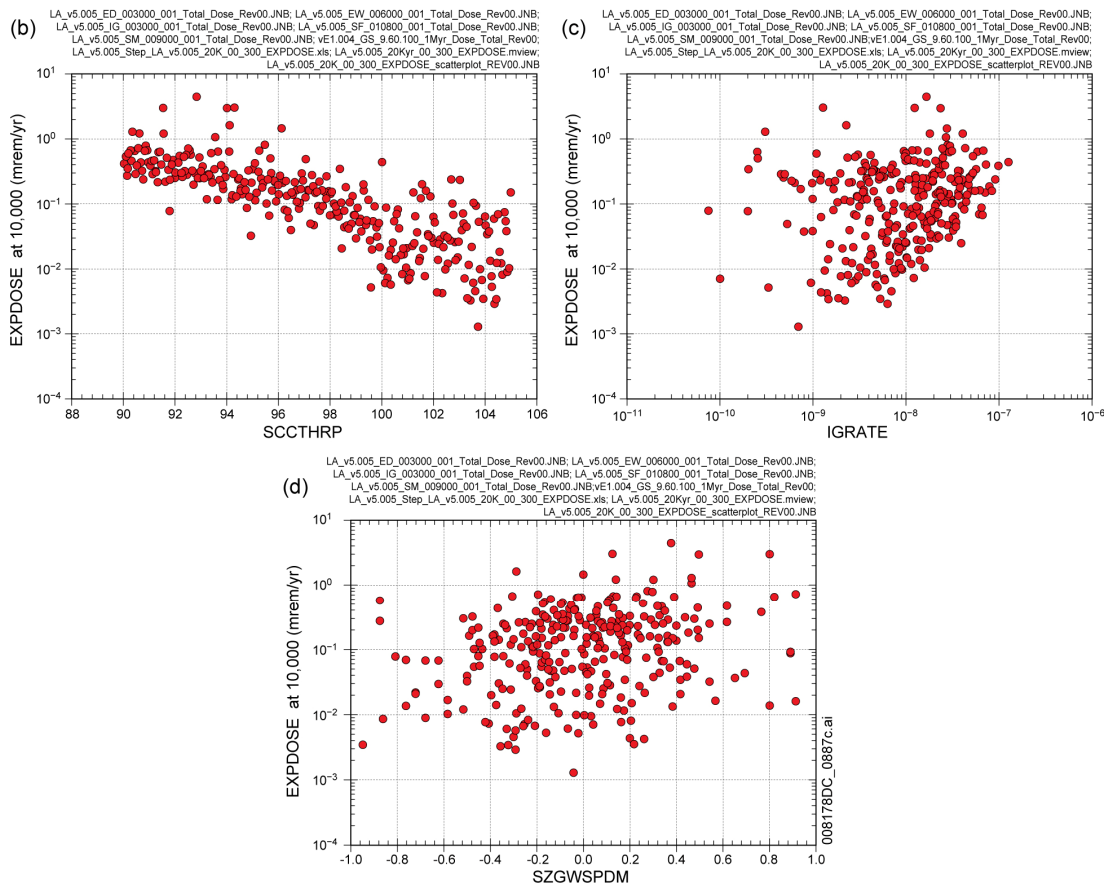 (b)
LA_v5.005_ED_003000_001_Total_Dose_Rev00.JNB; LA_v5.005_EW_006000_001_Total_Dose_Rev00.JNB;
LA_v5.005_IG_003000_001_Total_Dose_Rev00.JNB; LA_v5.005_SF_010800_001_Total_Dose_Rev00.JNB;
LA_v5.005_SM_009000_001_Total_Dose_Rev00.JNB; vE1.004_GS_9.60.100_1Myr_Dose_Total_Rev00;
LA_v5.005_Step_LA_v5.005_20K_00_300_EXPDOSE.xls; LA_v5.005_20Kyr_00_300_EXPDOSE.mview;
LA_v5.005_20K_00_300_EXPDOSE_scatterplot_REV00.JNB
EXPDOSE at 10,000 (mrem/yr)
10¹
10⁰
10⁻¹
10⁻²
10⁻³
10⁻⁴
88 90 92 94 96 98 100 102 104 106
SCCTHRP
(c)
LA_v5.005_ED_003000_001_Total_Dose_Rev00.JNB; LA_v5.005_EW_006000_001_Total_Dose_Rev00.JNB;
LA_v5.005_IG_003000_001_Total_Dose_Rev00.JNB; LA_v5.005_SF_010800_001_Total_Dose_Rev00.JNB;
LA_v5.005_SM_009000_001_Total_Dose_Rev00.JNB;vE1.004_GS_9.60.100_1Myr_Dose_Total_Rev00;
LA_v5.005_Step_LA_v5.005_20K_00_300_EXPDOSE.xls; LA_v5.005_20Kyr_00_300_EXPDOSE.mview;
LA_v5.005_20K_00_300_EXPDOSE_scatterplot_REV00.JNB
EXPDOSE at 10,000 (mrem/yr)
10¹
10⁰
10⁻¹
10⁻²
10⁻³
10⁻⁴
10⁻¹¹ 10⁻¹⁰ 10⁻⁹ 10⁻⁸ 10⁻⁷ 10⁻⁶
IGRATE
(d)
LA_v5.005_ED_003000_001_Total_Dose_Rev00.JNB; LA_v5.005_EW_006000_001_Total_Dose_Rev00.JNB;
LA_v5.005_IG_003000_001_Total_Dose_Rev00.JNB; LA_v5.005_SF_010800_001_Total_Dose_Rev00.JNB;
LA_v5.005_SM_009000_001_Total_Dose_Rev00.JNB;vE1.004_GS_9.60.100_1Myr_Dose_Total_Rev00;
LA_v5.005_Step_LA_v5.005_20K_00_300_EXPDOSE.xls; LA_v5.005_20Kyr_00_300_EXPDOSE.mview;
LA_v5.005_20K_00_300_EXPDOSE_scatterplot_REV00.JNB
EXPDOSE at 10,000 (mrem/yr)
10¹
10⁰
10⁻¹
10⁻²
10⁻³
10⁻⁴
-1.0 -0.8 -0.6 -0.4 -0.2 0.0 0.2 0.4 0.6 0.8 1.0
SZGWSPDM
008178DC_0887c.ai